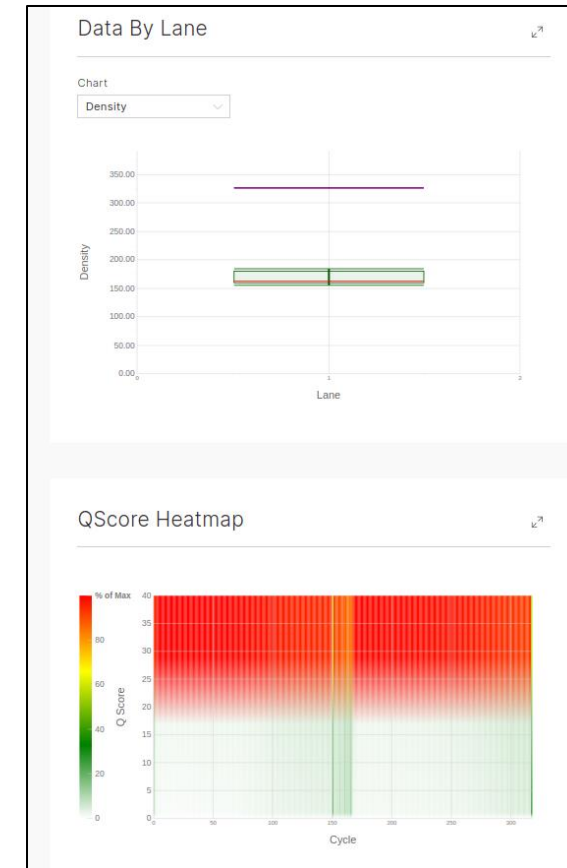 Data By Lane
Chart
Density
350.00
300.00
250.00
200.00
150.00
100.00
50.00
0.00
Density
0 1 2
Lane
QScore Heatmap
% of Max
80
60
40
20
0
Q Score
40
35
30
25
20
15
10
5
0
0 50 100 150 200 250 300
Cycle